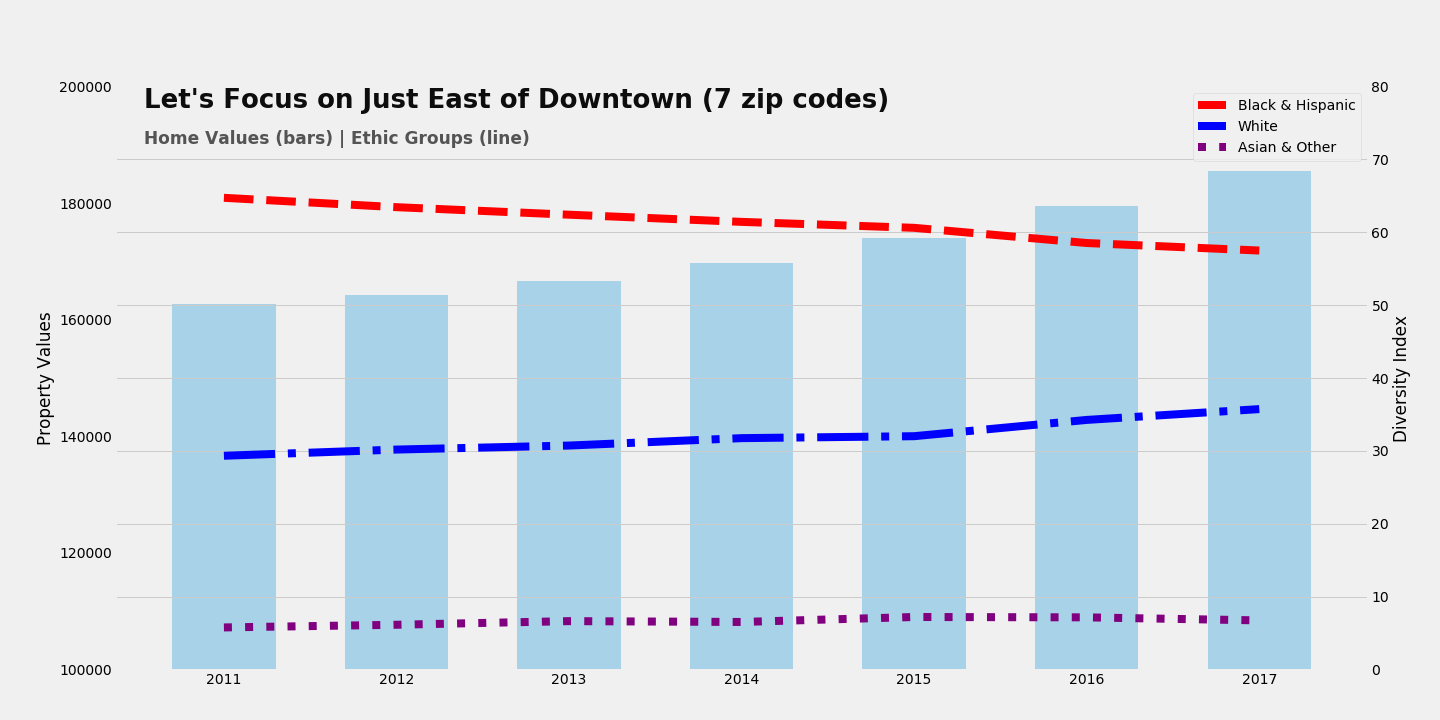 Let's Focus on Just East of Downtown (7 zip codes)
Home Values (bars) | Ethic Groups (line)
Black & Hispanic
White
Asian & Other
Property Values
200000
180000
160000
140000
120000
100000
Diversity Index
80
70
60
50
40
30
20
10
0
2011 2012 2013 2014 2015 2016 2017